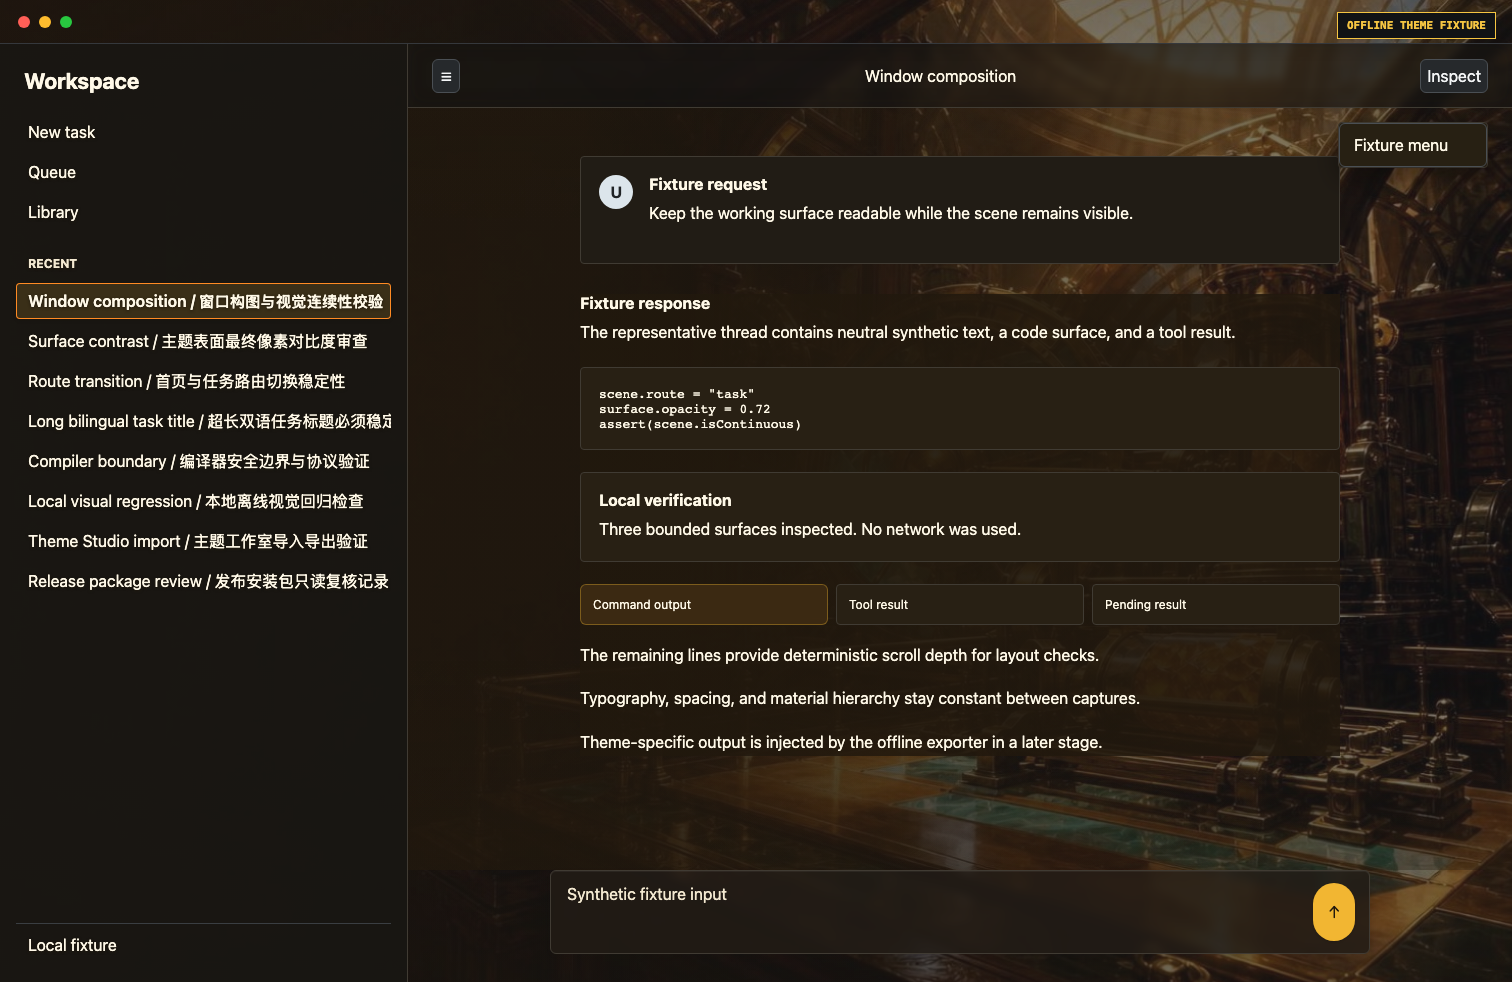 OFFLINE THEME FIXTURE
Workspace
New task
Queue
Library
RECENT
Window composition / 窗口构图与视觉连续性校验
Surface contrast / 主题表面最终像素对比度审查
Route transition / 首页与任务路由切换稳定性
Long bilingual task title / 超长双语任务标题必须稳定
Compiler boundary / 编译器安全边界与协议验证
Local visual regression / 本地离线视觉回归检查
Theme Studio import / 主题工作室导入导出验证
Release package review / 发布安装包只读复核记录
Local fixture
Window composition
Inspect
Fixture menu
U
Fixture request
Keep the working surface readable while the scene remains visible.
Fixture response
The representative thread contains neutral synthetic text, a code surface, and a tool result.
scene.route = "task"
surface.opacity = 0.72
assert(scene.isContinuous)
Local verification
Three bounded surfaces inspected. No network was used.
Command output
Tool result
Pending result
The remaining lines provide deterministic scroll depth for layout checks.
Typography, spacing, and material hierarchy stay constant between captures.
Theme-specific output is injected by the offline exporter in a later stage.
Synthetic fixture input